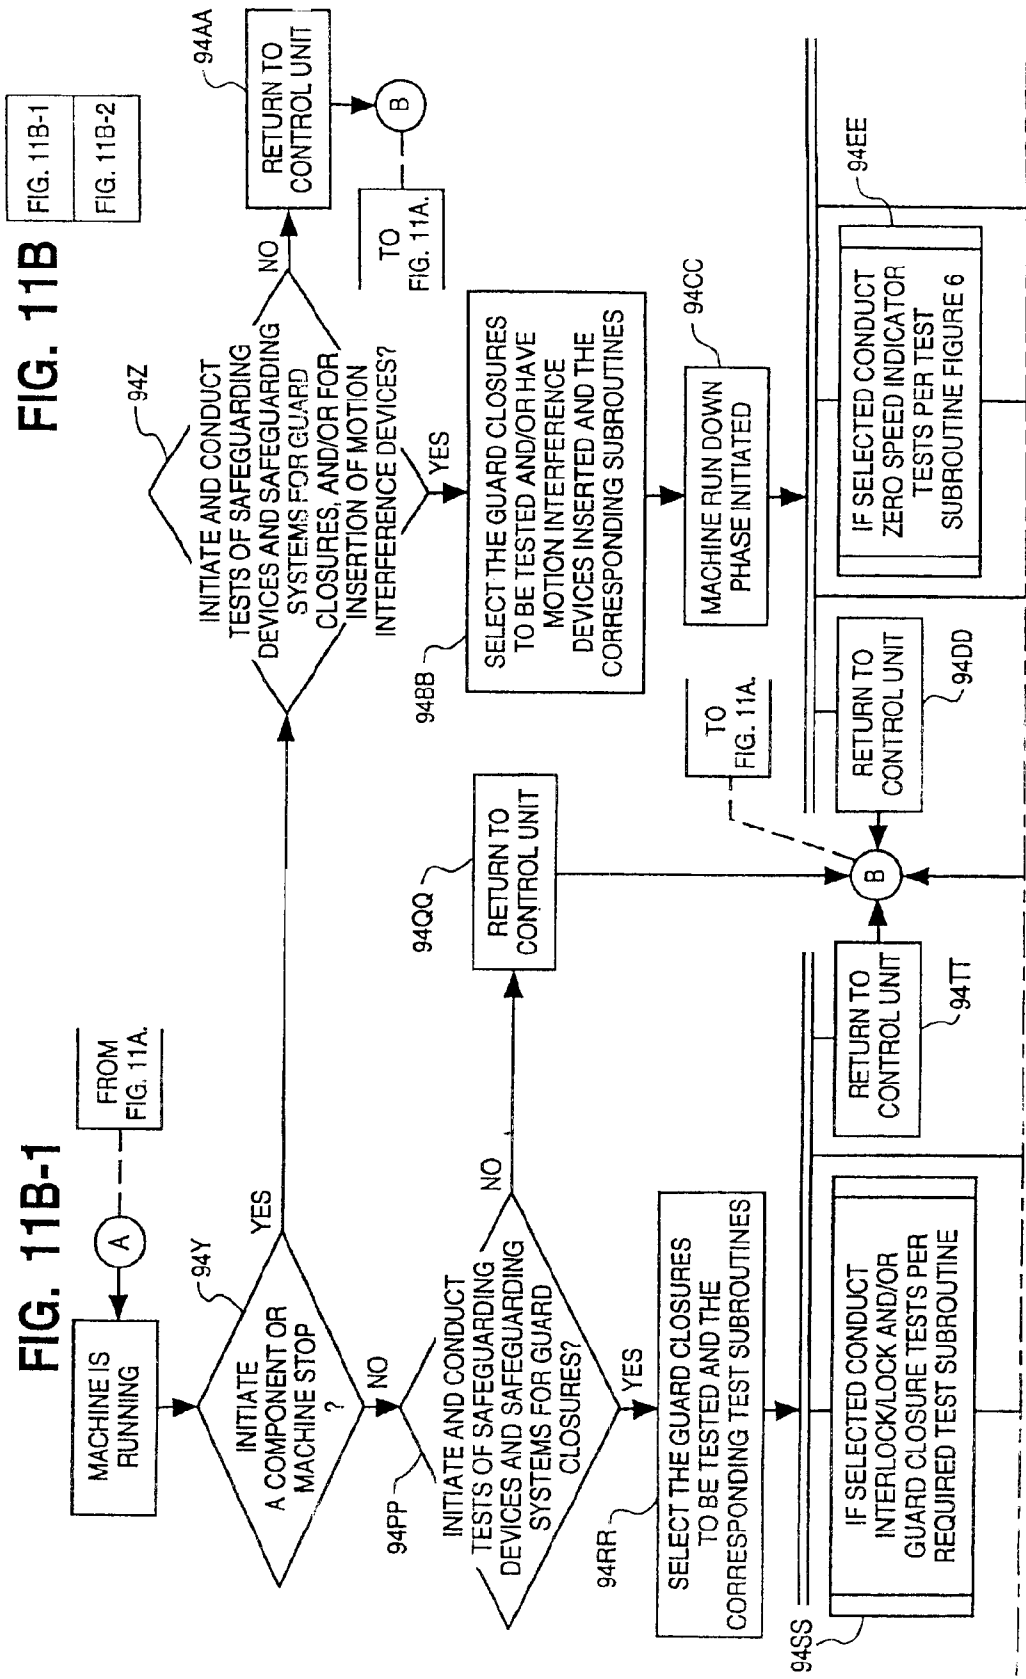 FIG. 11B-1
FIG. 11B
FIG. 11B-1
FIG. 11B-2
MACHINE IS
RUNNING
A
FROM
FIG. 11A.
94Y
INITIATE
A COMPONENT OR
MACHINE STOP
?
YES
NO
94Z
INITIATE AND CONDUCT
TESTS OF SAFEGUARDING
DEVICES AND SAFEGUARDING
SYSTEMS FOR GUARD
CLOSURES, AND/OR FOR
INSERTION OF MOTION
INTERFERENCE DEVICES?
NO
YES
94AA
RETURN TO
CONTROL UNIT
B
TO
FIG. 11A.
94PP
INITIATE AND CONDUCT
TESTS OF SAFEGUARDING
DEVICES AND SAFEGUARDING
SYSTEMS FOR GUARD
CLOSURES?
NO
YES
94QQ
RETURN TO
CONTROL UNIT
94BB
SELECT THE GUARD CLOSURES
TO BE TESTED AND/OR HAVE
MOTION INTERFERENCE
DEVICES INSERTED AND THE
CORRESPONDING SUBROUTINES
94CC
MACHINE RUN DOWN
PHASE INITIATED
94RR
SELECT THE GUARD CLOSURES
TO BE TESTED AND THE
CORRESPONDING TEST SUBROUTINES
TO
FIG. 11A.
94SS
IF SELECTED CONDUCT
INTERLOCK/LOCK AND/OR
GUARD CLOSURE TESTS PER
REQUIRED TEST SUBROUTINE
RETURN TO
CONTROL UNIT
94TT
B
RETURN TO
CONTROL UNIT
94DD
IF SELECTED CONDUCT
ZERO SPEED INDICATOR
TESTS PER TEST
SUBROUTINE FIGURE 6
94EE